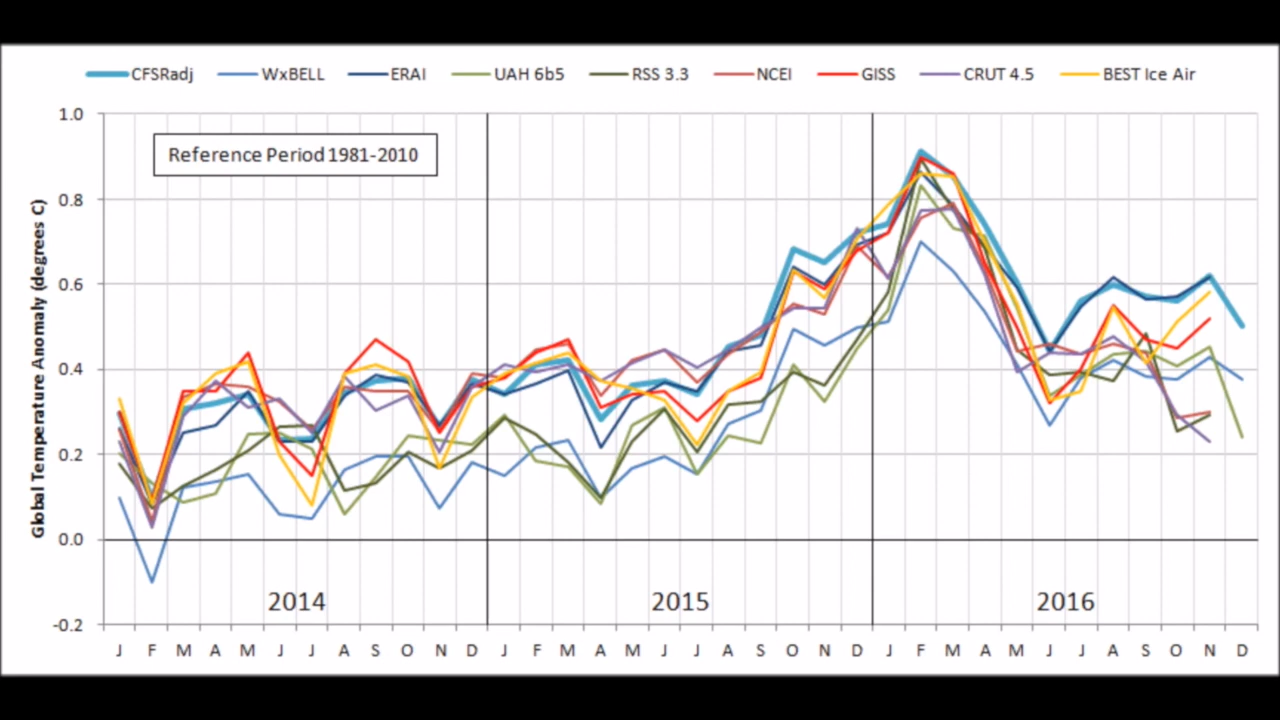 CFSRadj WxBELL ERAI UAH 6b5 RSS 3.3 NCEI GISS CRUT 4.5 BEST Ice Air
Global Temperature Anomaly (degrees C)
1.0
Reference Period 1981-2010
0.8
0.6
0.4
0.2
0.0
2014 2015 2016
-0.2
J F M A M J J A S O N D J F M A M J J A S O N D J F M A M J J A S O N D